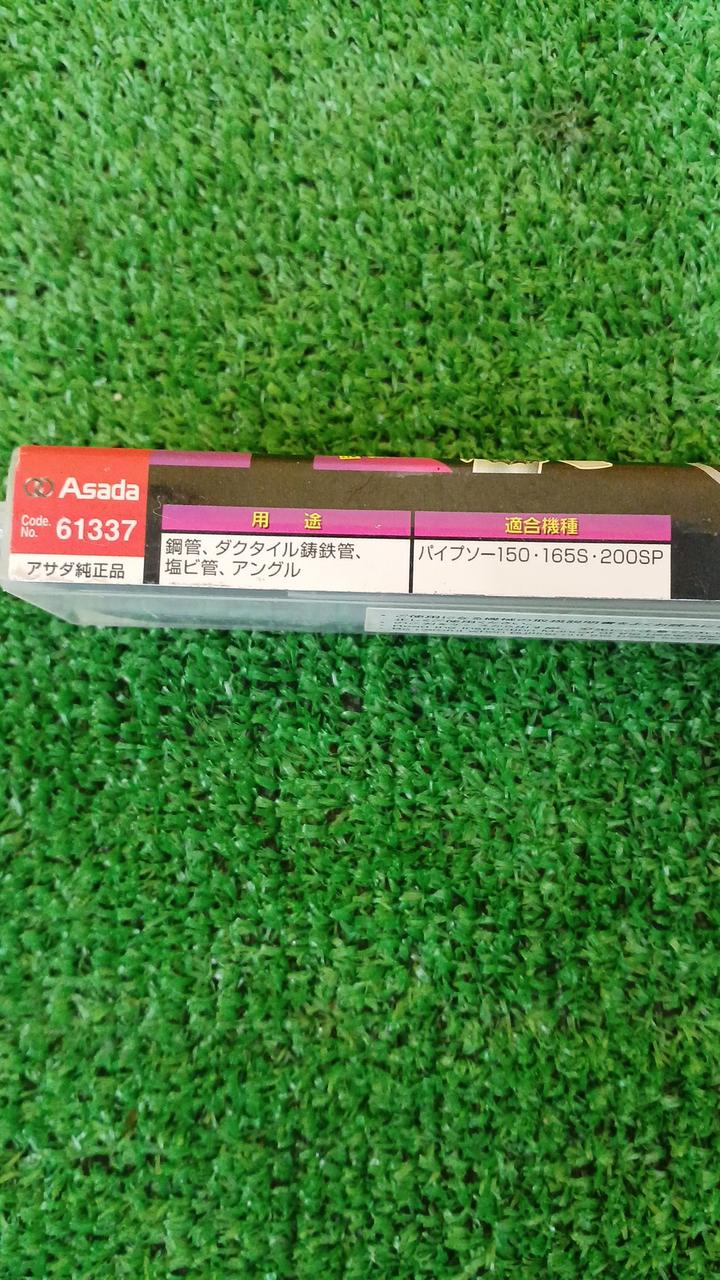 Asada
Code. No. 61337
アサダ純正品
用 途
鋼管、ダクタイル鋳鉄管、
塩ビ管、アングル
適合機種
パイプソー150・165S・200SP